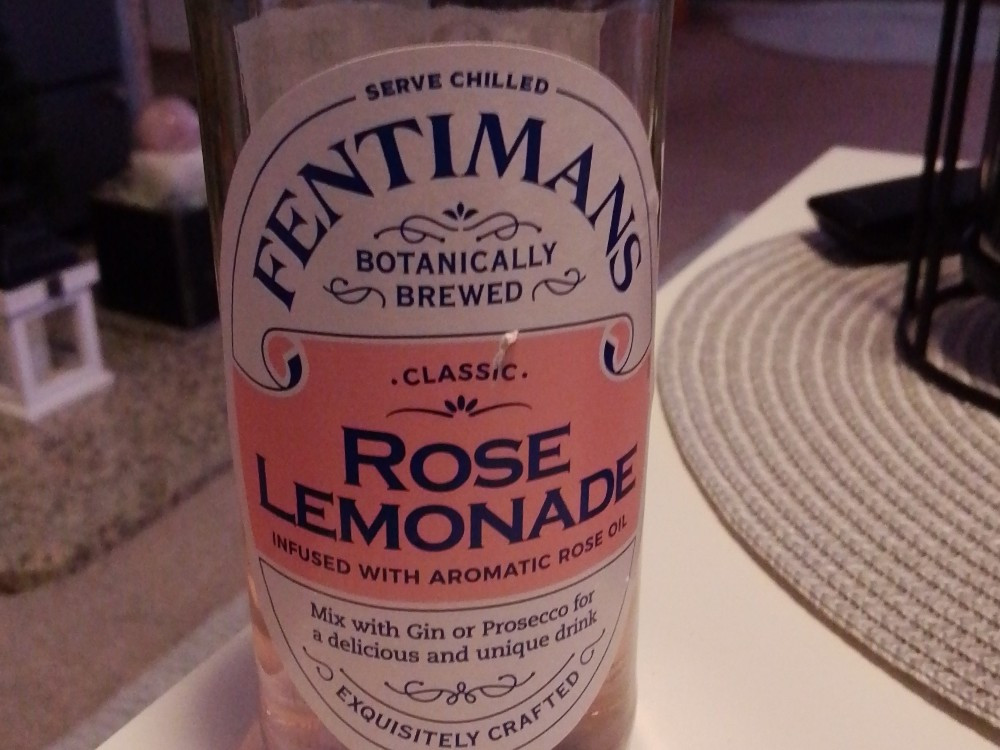 SERVE CHILLED
FENTIMANS
BOTANICALLY
BREWED
.CLASSIC.
ROSE
LEMONADE
INFUSED WITH AROMATIC ROSE OIL
Mix with Gin or Prosecco for
a delicious and unique drink
EXQUISITELY CRAFTED